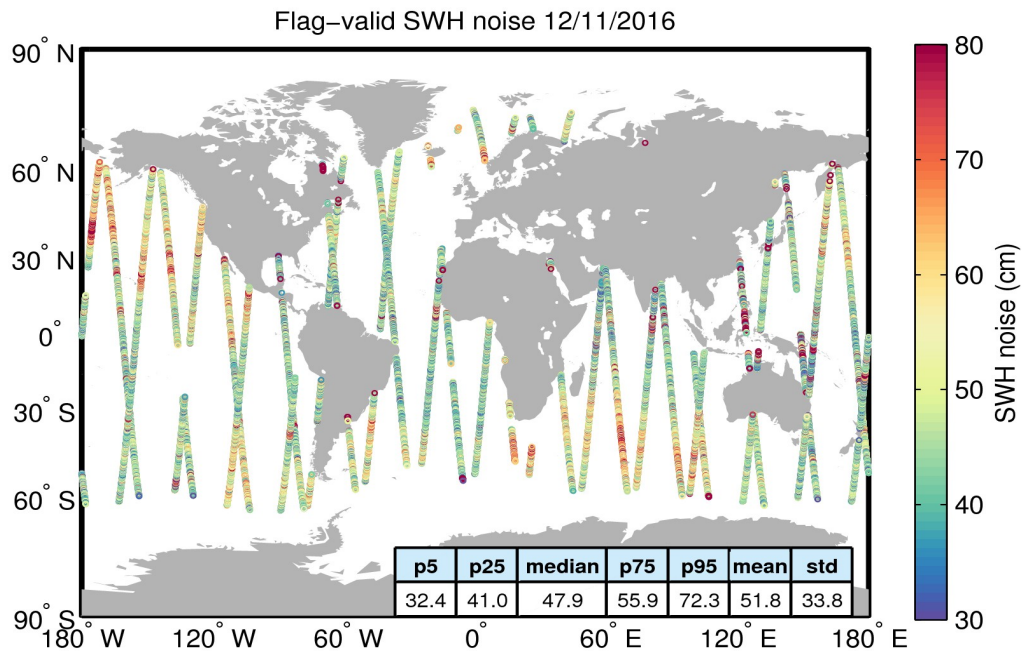 Flag−valid SWH noise 12/11/2016
90° N
60° N
30° N
0°
30° S
60° S
90° S
180° W
120° W
60° W
0°
60° E
120° E
180° E
80
70
60
50
40
30
SWH noise (cm)
p5 p25 median p75 p95 mean std
32.4 41.0 47.9 55.9 72.3 51.8 33.8